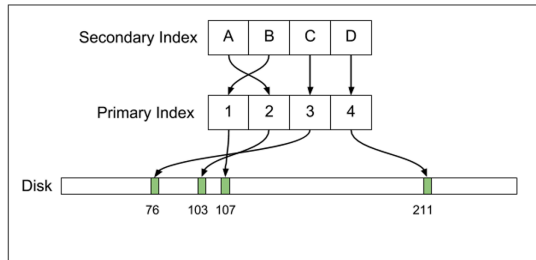 Secondary Index A B C D
Primary Index 1 2 3 4
Disk
76 103 107 211